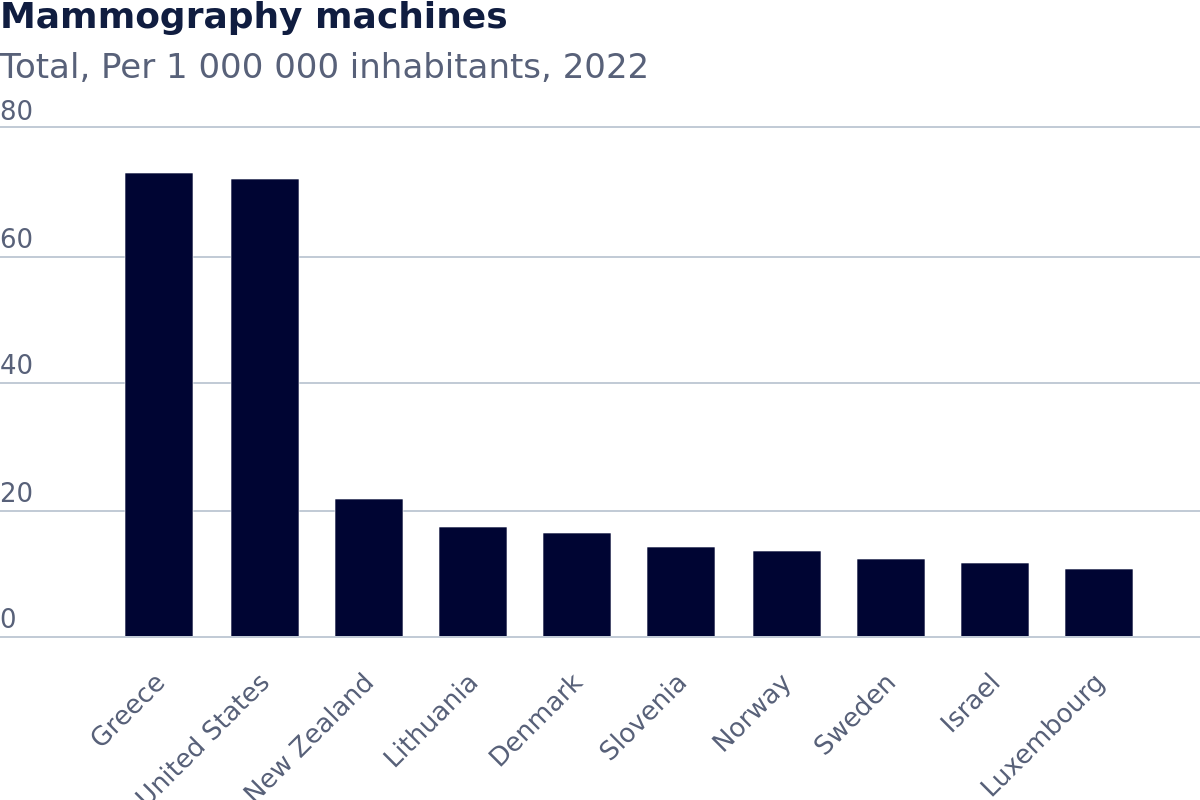 Mammography machines
Total, Per 1 000 000 inhabitants, 2022
80
60
40
20
0
Greece
United States
New Zealand
Lithuania
Denmark
Slovenia
Norway
Sweden
Israel
Luxembourg